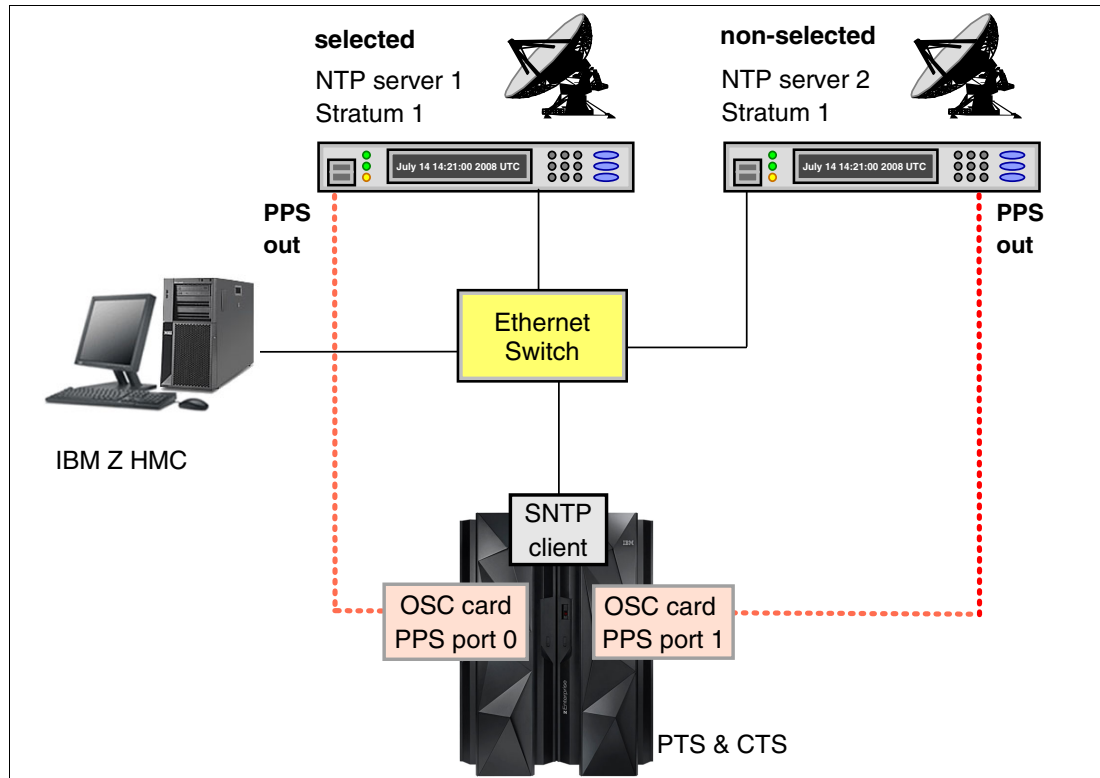 selected
NTP server 1
Stratum 1
non-selected
NTP server 2
Stratum 1
July 14 14:21:00 2008 UTC
July 14 14:21:00 2008 UTC
PPS
out
PPS
out
Ethernet
Switch
IBM Z HMC
SNTP
client
IBM
OSC card
PPS port 0
OSC card
PPS port 1
zEnterprise
PTS & CTS